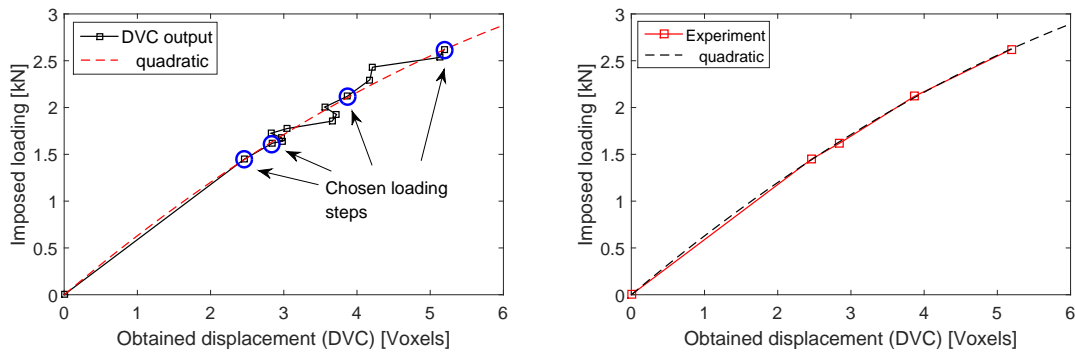 3
2.5
2
1.5
1
0.5
0
Imposed loading [kN]
DVC output
quadratic
Chosen loading
steps
0 1 2 3 4 5 6
Obtained displacement (DVC) [Voxels]
3
2.5
2
1.5
1
0.5
0
Imposed loading [kN]
Experiment
quadratic
0 1 2 3 4 5 6
Obtained displacement (DVC) [Voxels]